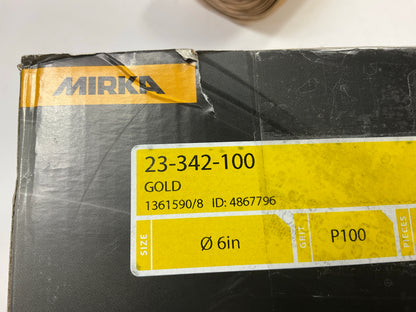 MIRKA
23-342-100
GOLD
1361590/8 ID: 4867796
SIZE
Ø 6in
GRIT
P100
PIECES